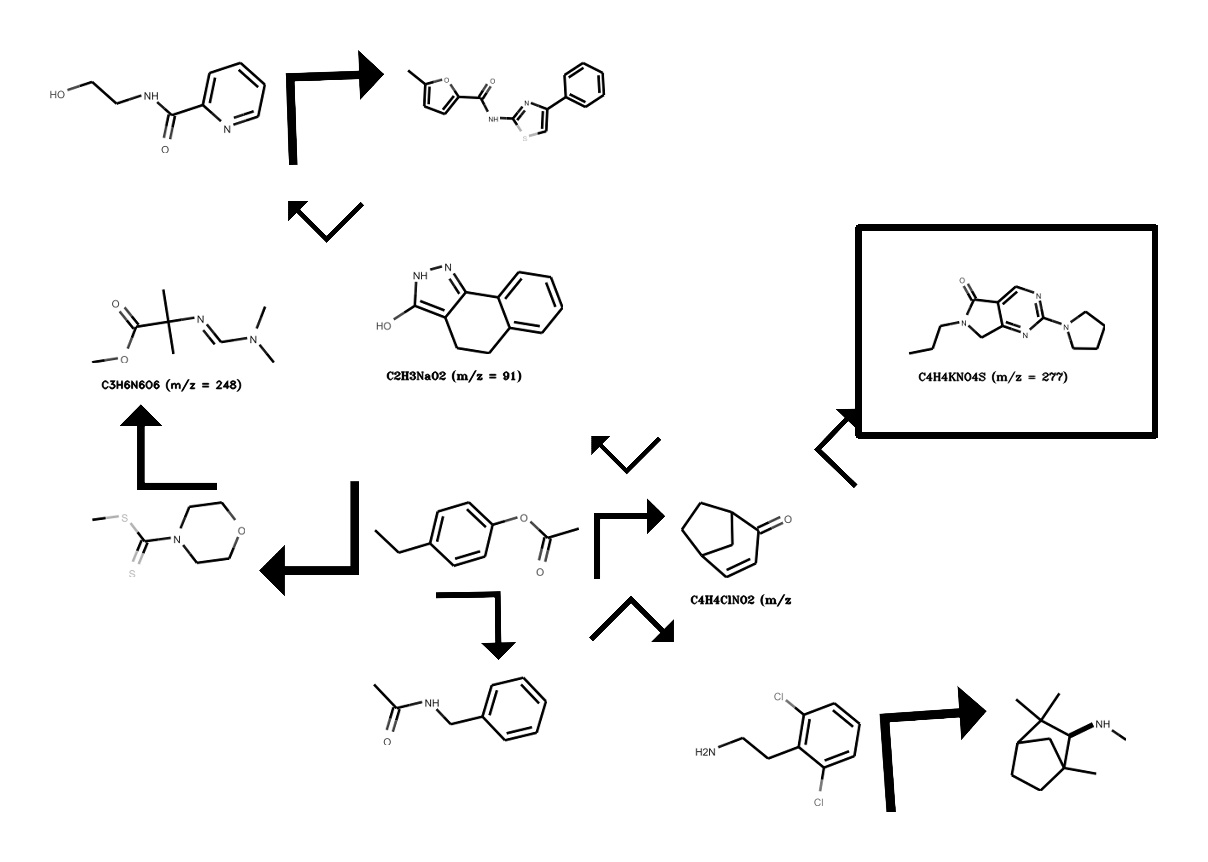 HO
NH
O
N
O
O
NH
N
S
O
O
N
N
NH
N
HO
O
N
N
O
N
N
C3H6N6O6 (m/z = 248)
C2H3NaO2 (m/z = 91)
C4H4KNO4S (m/z = 277)
S
S
N
O
O
O
O
C4H4ClNO2 (m/z
NH
O
H2N
Cl
Cl
NH